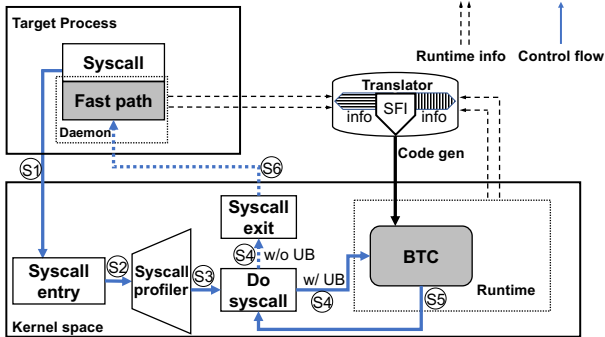 Target Process
Syscall
Fast path
Daemon
Runtime info
Control flow
Translator
SFI
info
info
Code gen
S1
S6
Syscall
exit
S4
w/o UB
Syscall
entry
S2
Syscall
profiler
S3
Do
syscall
w/ UB
S4
BTC
S5
Runtime
Kernel space